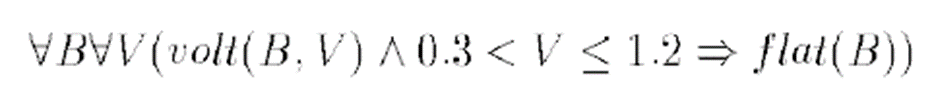 ∀B∀V(volt(B, V) ∧ 0.3 < V ≤ 1.2 ⇒ flat(B))